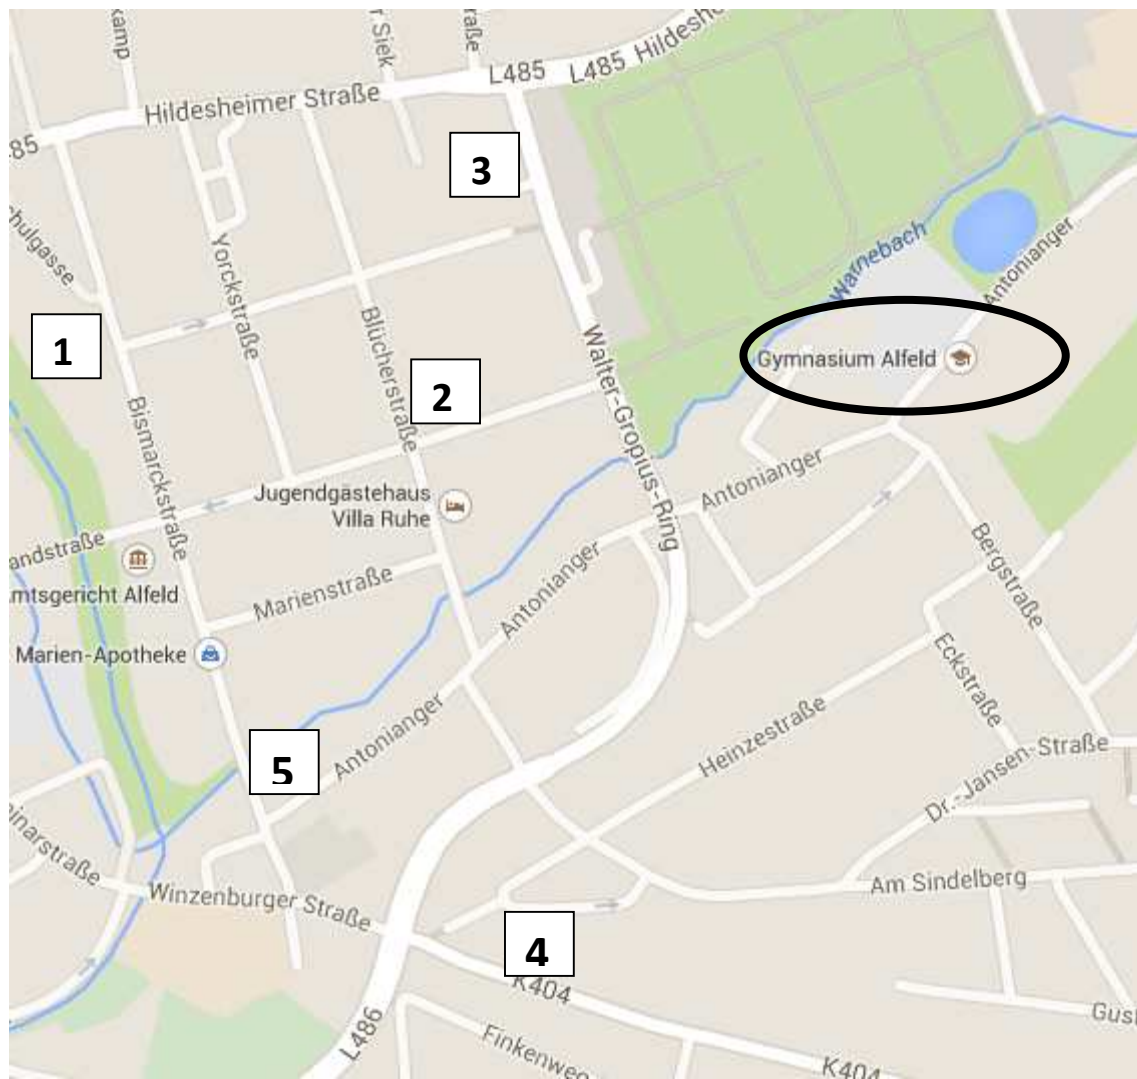 L485
L485
Hildesheimer Straße
3
Yorckstraße
Warnebach
Antonianger
1
Blücherstraße
Walter-Gropius-Ring
Gymnasium Alfeld
2
Bismarckstraße
Antonianger
Jugendgästehaus
Villa Ruhe
Bergstraße
Marienstraße
Antonianger
Marien-Apotheke
Eckstraße
Heinzestraße
5
Antonianger
Dr.-Jansen-Straße
Winzenburger Straße
Am Sindelberg
4
K404
L486
Finkenweg
K404